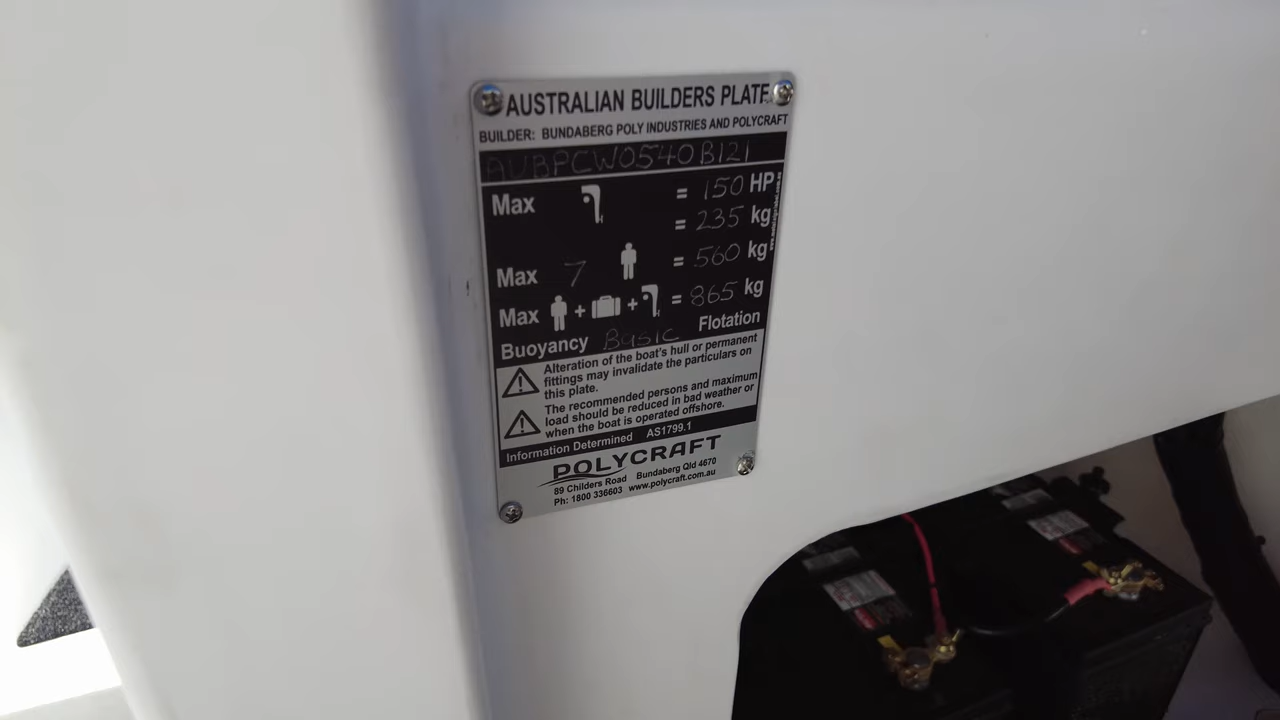 AUSTRALIAN BUILDERS PLATE
BUILDER: BUNDABERG POLY INDUSTRIES AND POLYCRAFT
AUBPCW0540B121
Max = 150 HP
= 235 kg
Max 7 = 560 kg
Max + + = 865 kg
Buoyancy Basic Flotation
Alteration of the boat's hull or permanent
fittings may invalidate the particulars on
this plate.
The recommended persons and maximum
load should be reduced in bad weather or
when the boat is operated offshore.
Information Determined AS1799.1
POLYCRAFT
89 Childers Road Bundaberg Qld 4670
Ph: 1800 336603 www.polycraft.com.au